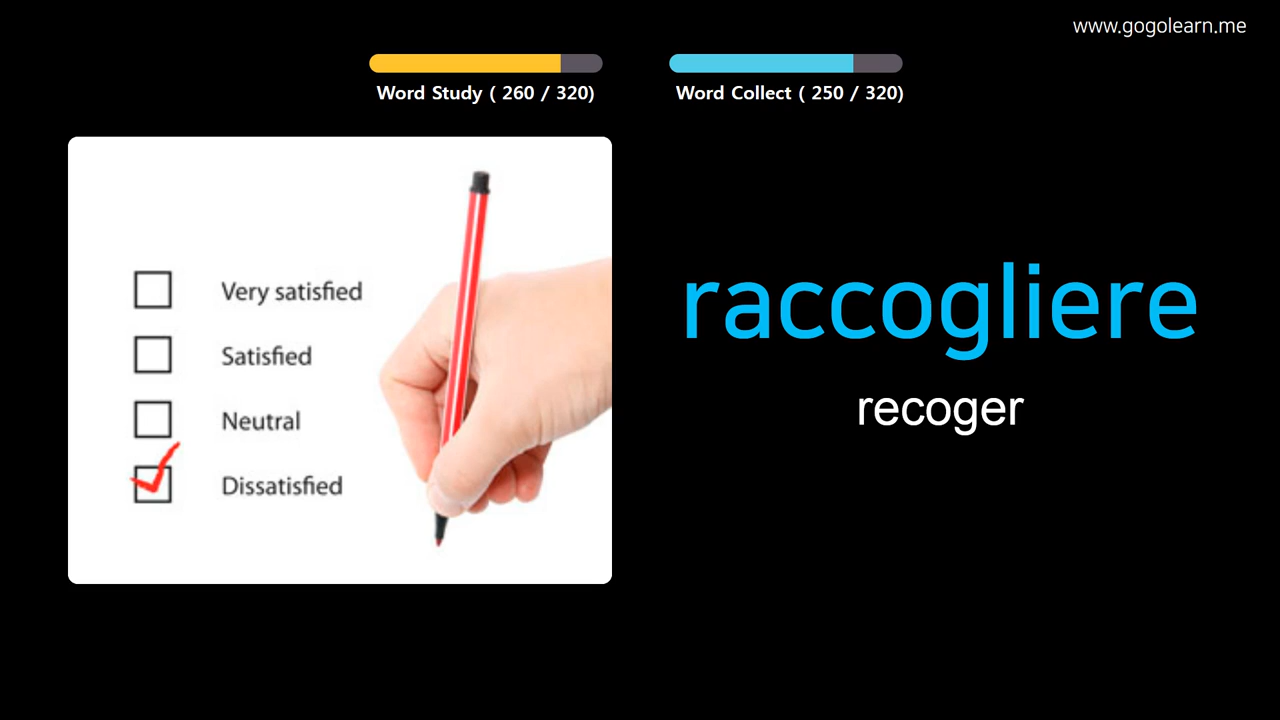 www.gogolearn.me
Word Study ( 260 / 320)
Word Collect ( 250 / 320)
Very satisfied
Satisfied
Neutral
Dissatisfied
raccogliere
recoger